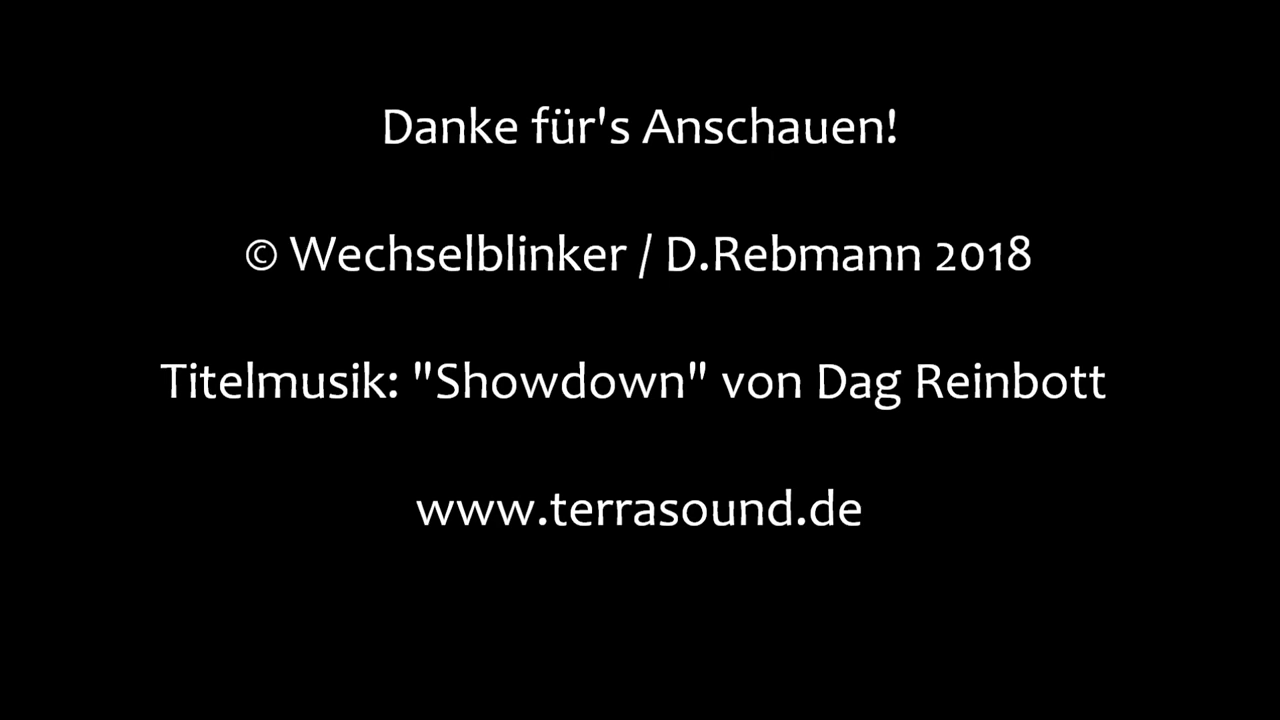 Danke für's Anschauen!
© Wechselblinker / D.Rebmann 2018
Titelmusik: "Showdown" von Dag Reinbott
www.terrasound.de